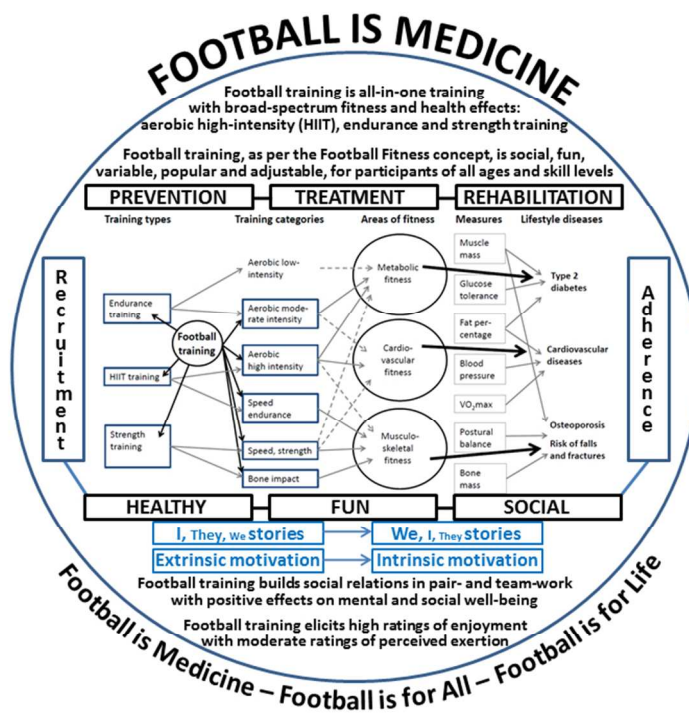 FOOTBALL IS MEDICINE
Football training is all-in-one training
with broad-spectrum fitness and health effects:
aerobic high-intensity (HIIT), endurance and strength training
Football training, as per the Football Fitness concept, is social, fun,
variable, popular and adjustable, for participants of all ages and skill levels
PREVENTION
TREATMENT
REHABILITATION
Training types
Training categories
Areas of fitness
Measures
Lifestyle diseases
Recruitment
Endurance
training
HIIT training
Strength
training
Football
training
Aerobic low-
intensity
Aerobic mode-
rate intensity
Aerobic
high intensity
Speed
endurance
Speed, strength
Bone impact
Metabolic
fitness
Cardio-
vascular
fitness
Musculo-
skeletal
fitness
Muscle
mass
Glucose
tolerance
Fat per-
centage
Blood
pressure
VO₂max
Postural
balance
Bone
mass
Type 2
diabetes
Cardiovascular
diseases
Osteoporosis
Risk of falls
and fractures
Adherence
HEALTHY
FUN
SOCIAL
I, They, We stories
We, I, They stories
Extrinsic motivation
Intrinsic motivation
Football training builds social relations in pair- and team-work
with positive effects on mental and social well-being
Football training elicits high ratings of enjoyment
with moderate ratings of perceived exertion
Football is Medicine – Football is for All – Football is for Life